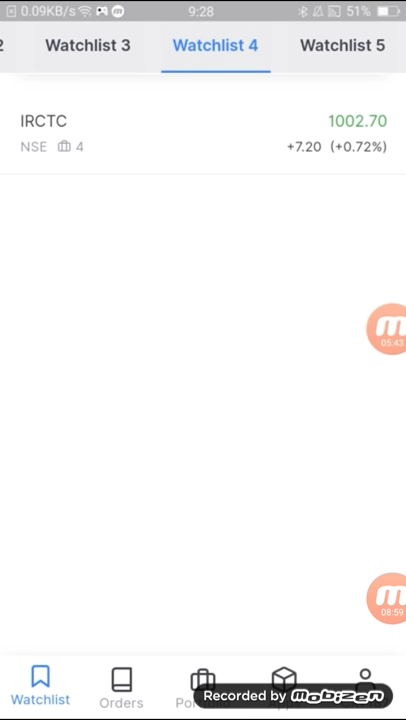 0.09KB/s 9:28 51%
2 Watchlist 3 Watchlist 4 Watchlist 5
IRCTC 1002.70
NSE 4 +7.20 (+0.72%)
05:43
08:59
Recorded by mobizen
Watchlist Orders